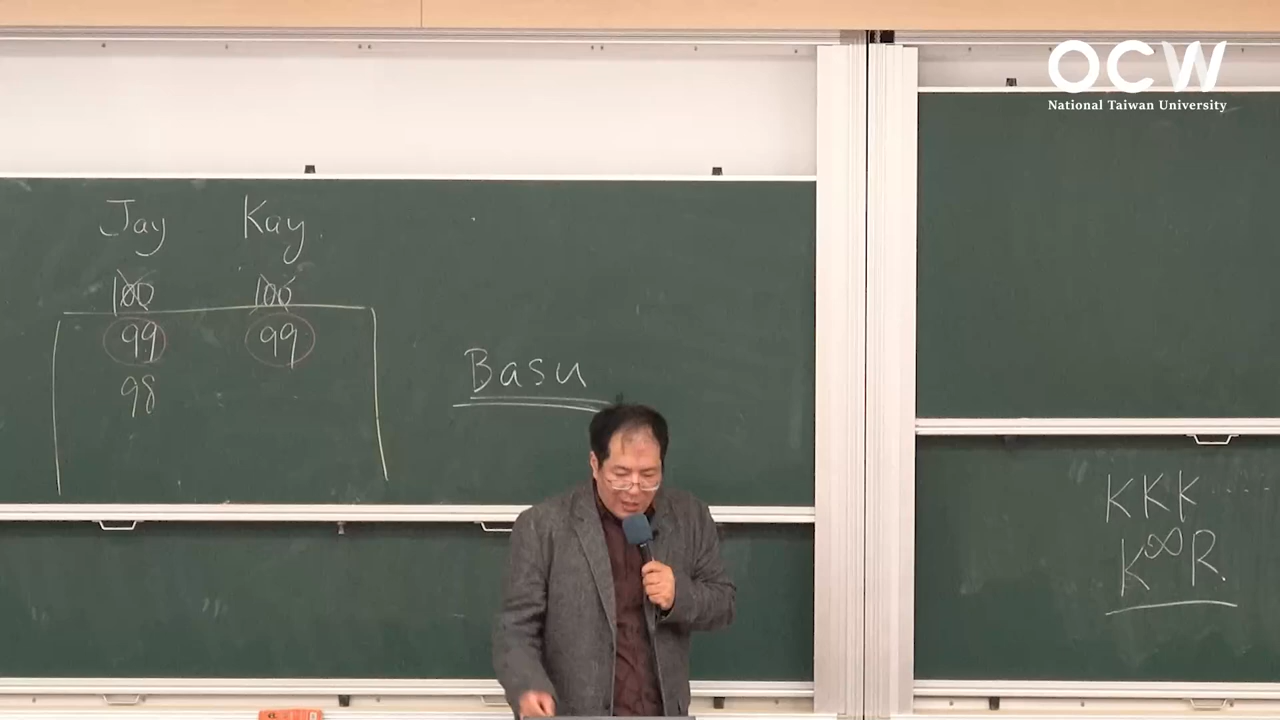 OCW
National Taiwan University
Jay Kay
100 100
99 99
98
Basu
KKK ....
K∞R